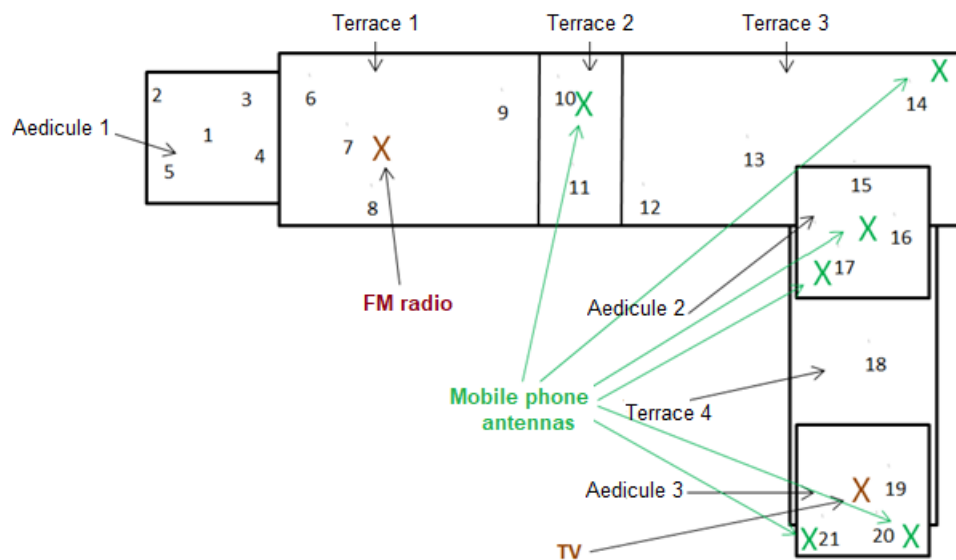 Terrace 1
Terrace 2
Terrace 3
2
3
6
9
10
X
X
14
Aedicule 1
1
7
X
5
4
8
11
12
13
15
X
16
X
17
FM radio
Aedicule 2
18
Mobile phone
antennas
Terrace 4
Aedicule 3
X
19
TV
X
21
20
X